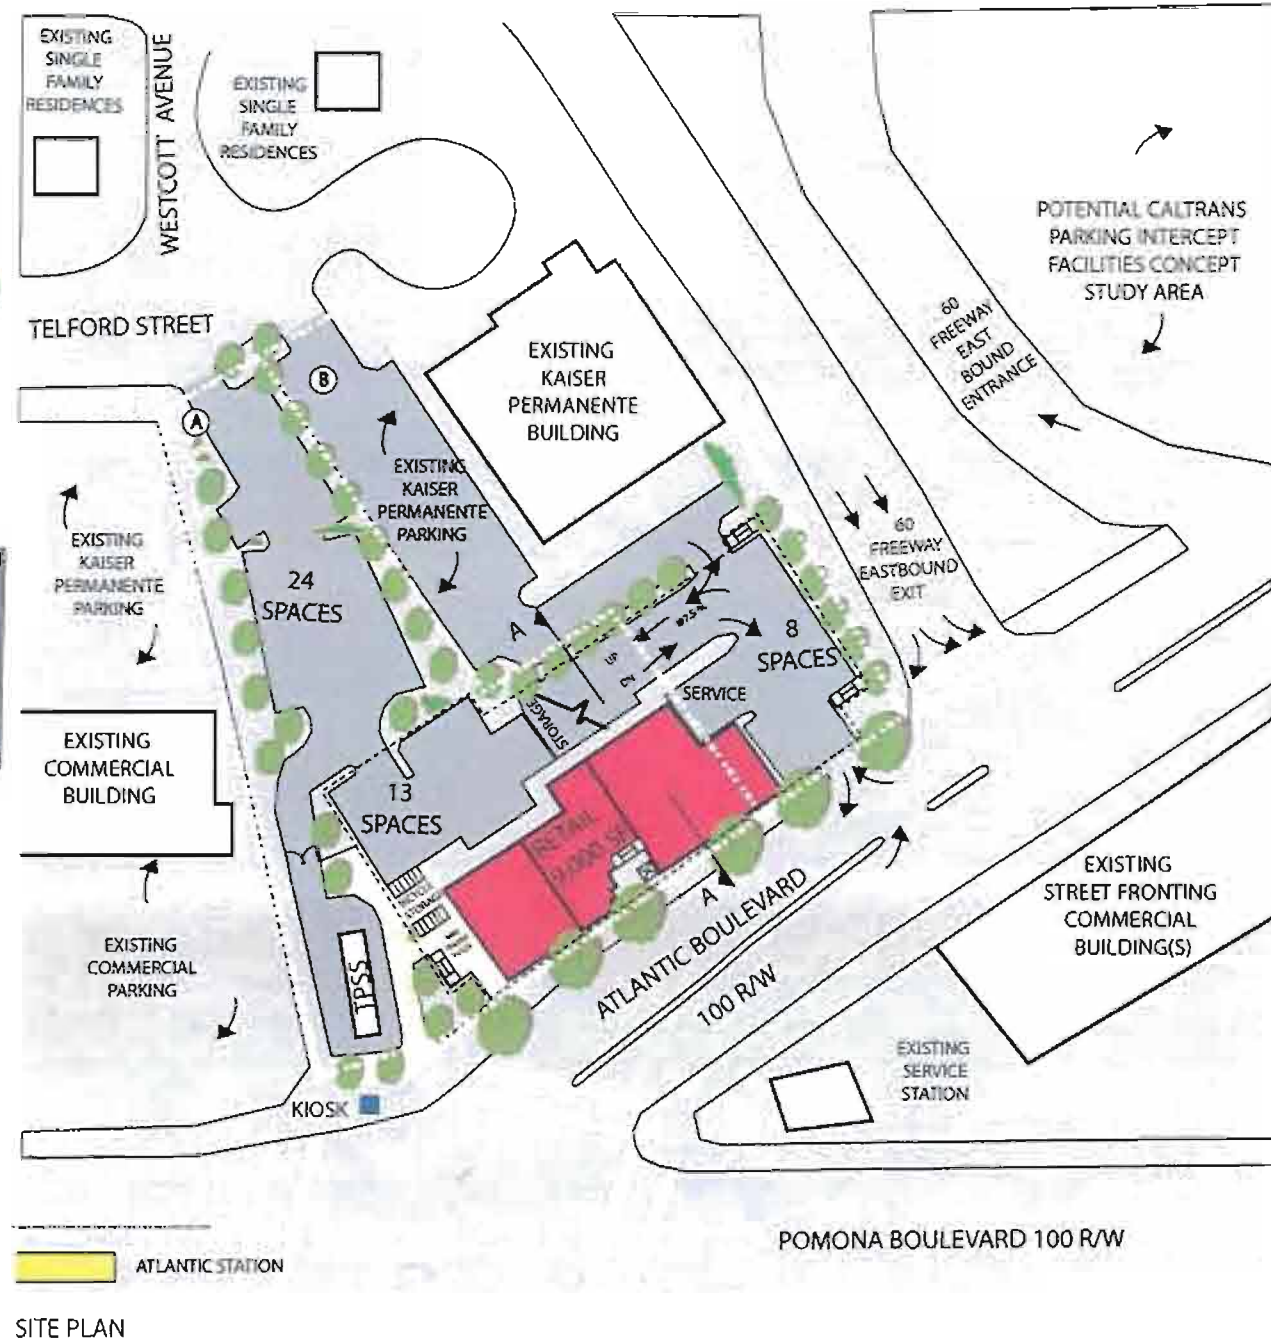 EXISTING
SINGLE
FAMILY
RESIDENCES
WESTCOTT AVENUE
EXISTING
SINGLE
FAMILY
RESIDENCES
POTENTIAL CALTRANS
PARKING INTERCEPT
FACILITIES CONCEPT
STUDY AREA
TELFORD STREET
60
FREEWAY
EAST
BOUND
ENTRANCE
EXISTING
KAISER
PERMANENTE
BUILDING
B
A
EXISTING
KAISER
PERMANENTE
PARKING
EXISTING
KAISER
PERMANENTE
PARKING
60
FREEWAY
EASTBOUND
EXIT
24
SPACES
A
8
SPACES
SERVICE
STORAGE
EXISTING
COMMERCIAL
BUILDING
13
SPACES
RETAIL
BICYCLE
STORAGE
A
ATLANTIC BOULEVARD
100 R/W
EXISTING
STREET FRONTING
COMMERCIAL
BUILDING(S)
EXISTING
COMMERCIAL
PARKING
TPSS
EXISTING
SERVICE
STATION
KIOSK
POMONA BOULEVARD 100 R/W
ATLANTIC STATION
SITE PLAN